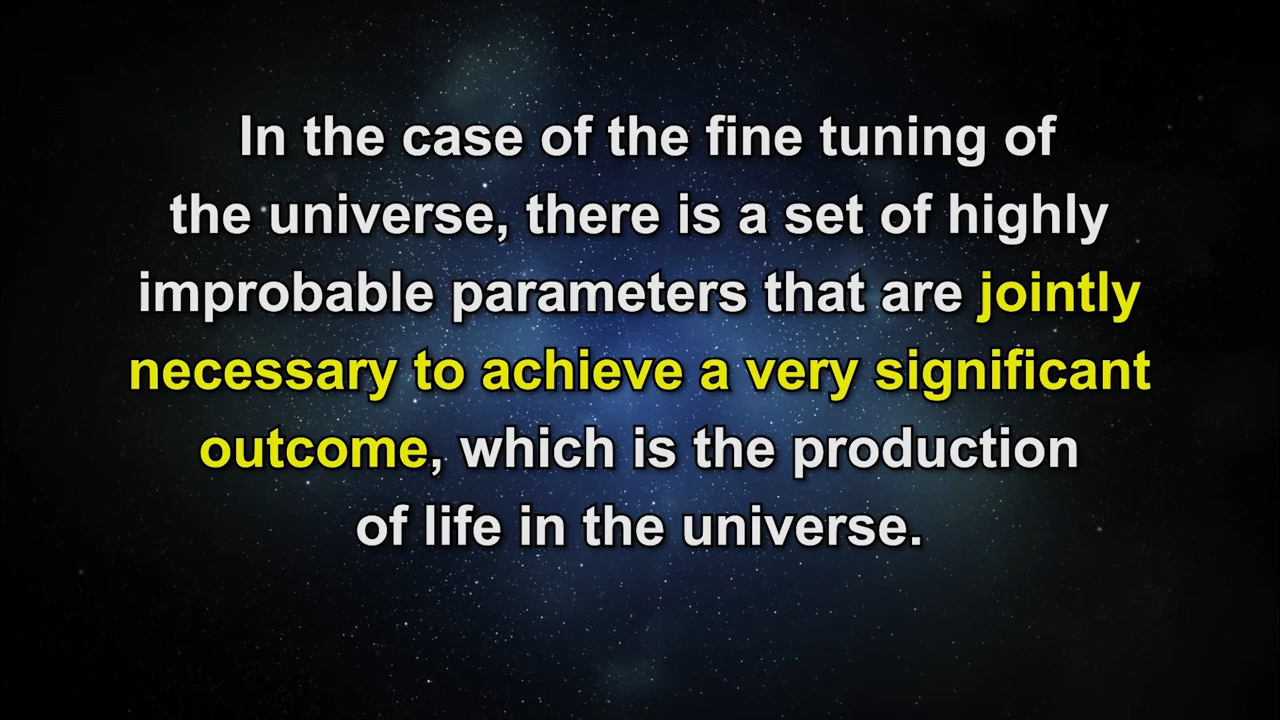 In the case of the fine tuning of
the universe, there is a set of highly
improbable parameters that are jointly
necessary to achieve a very significant
outcome, which is the production
of life in the universe.